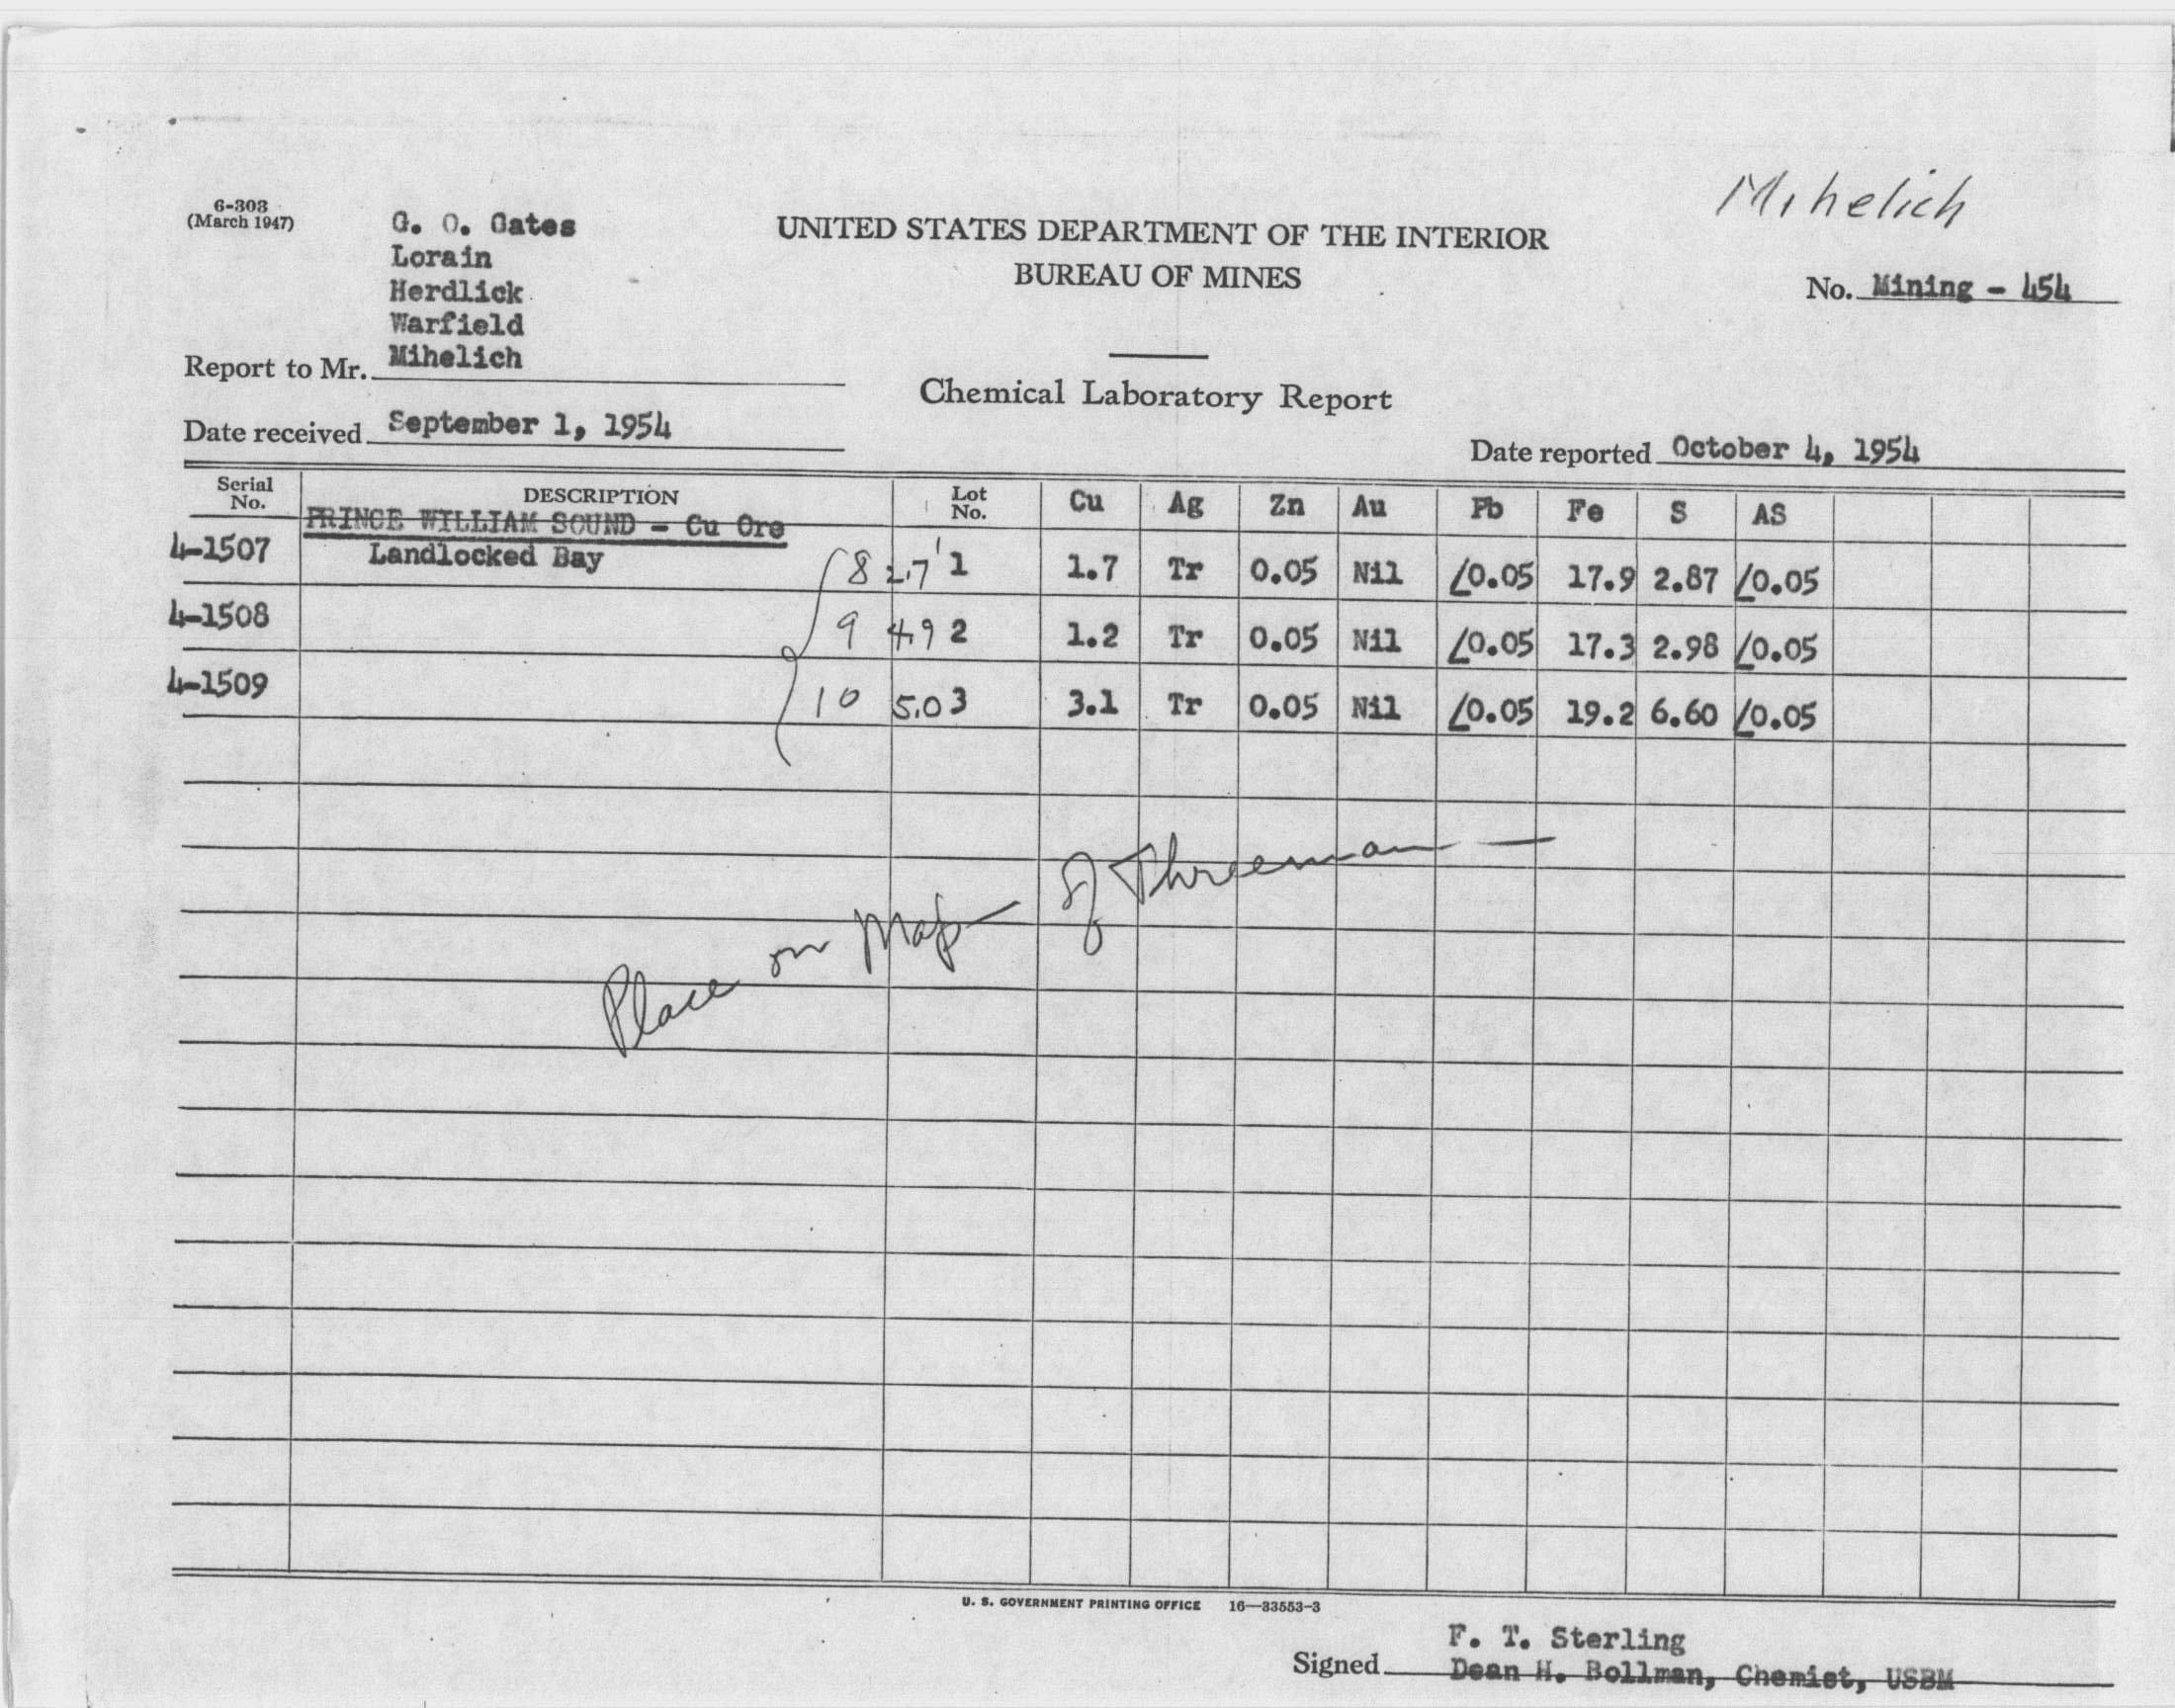 Mihelich
6-303
(March 1947)
G. O. Gates
Lorain
Herdlick
Warfield
Report to Mr. Mihelich
UNITED STATES DEPARTMENT OF THE INTERIOR
BUREAU OF MINES
No. Mining - 454
Chemical Laboratory Report
Date received September 1, 1954
Date reported October 4, 1954
Serial No. DESCRIPTION Lot No. Cu Ag Zn Au Pb Fe S AS
PRINCE WILLIAM SOUND - Cu Ore
4-1507 Landlocked Bay 8 2.7' 1 1.7 Tr 0.05 Nil <0.05 17.9 2.87 <0.05
4-1508 9 4.9 2 1.2 Tr 0.05 Nil <0.05 17.3 2.98 <0.05
4-1509 10 5.0 3 3.1 Tr 0.05 Nil <0.05 19.2 6.60 <0.05
Place on Map - of Threeman -
U. S. GOVERNMENT PRINTING OFFICE 16—33553-3
F. T. Sterling
Signed Dean H. Bollman, Chemist, USBM